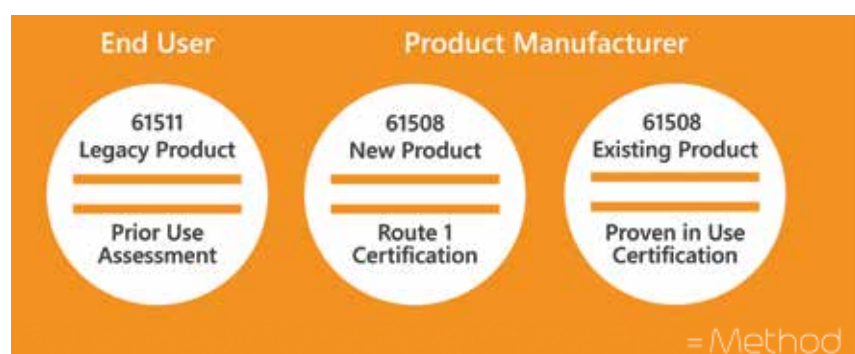 End User
Product Manufacturer
61511
Legacy Product
Prior Use
Assessment
61508
New Product
Route 1
Certification
61508
Existing Product
Proven in Use
Certification
=Method